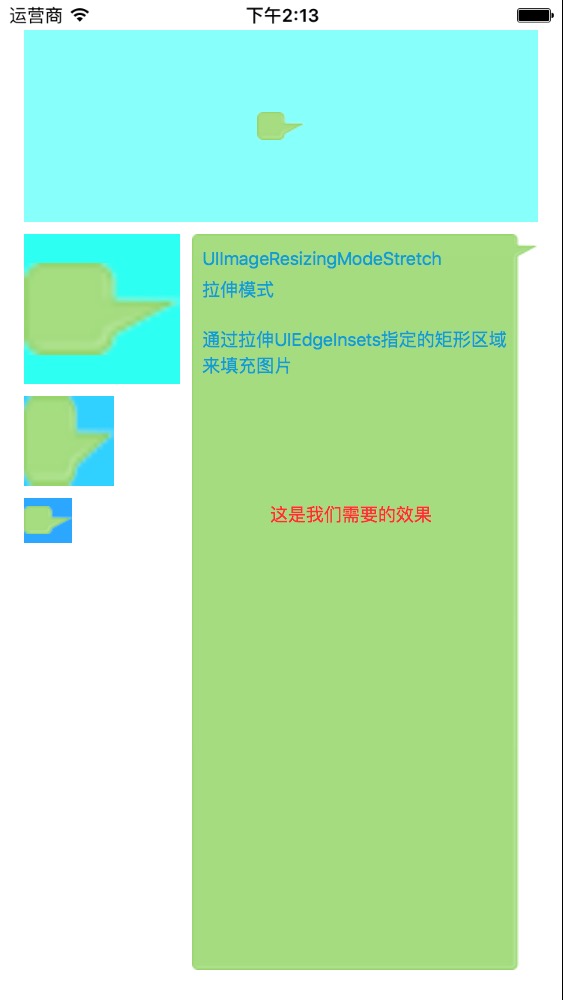 运营商 下午2:13
UIImageResizingModeStretch
拉伸模式
通过拉伸UIEdgeInsets指定的矩形区域
来填充图片
这是我们需要的效果